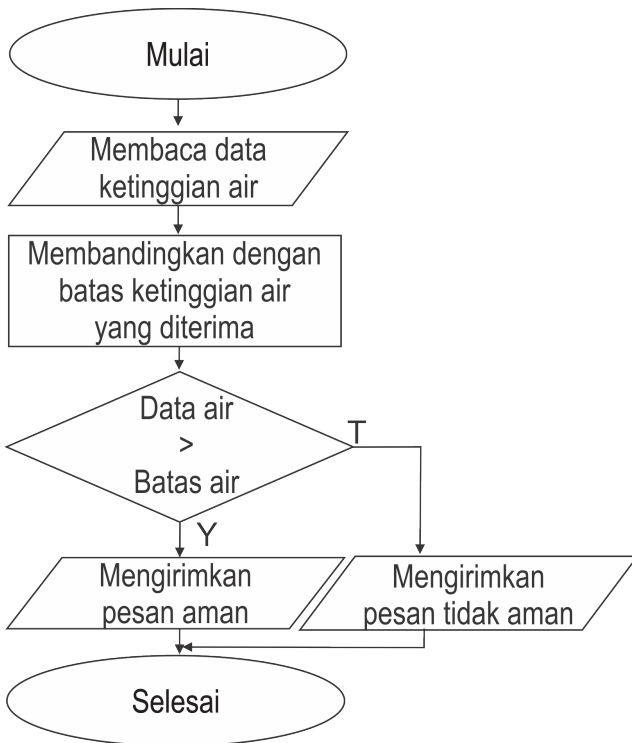 Mulai
Membaca data
ketinggian air
Membandingkan dengan
batas ketinggian air
yang diterima
Data air
>
Batas air
T
Y
Mengirimkan
pesan aman
Mengirimkan
pesan tidak aman
Selesai